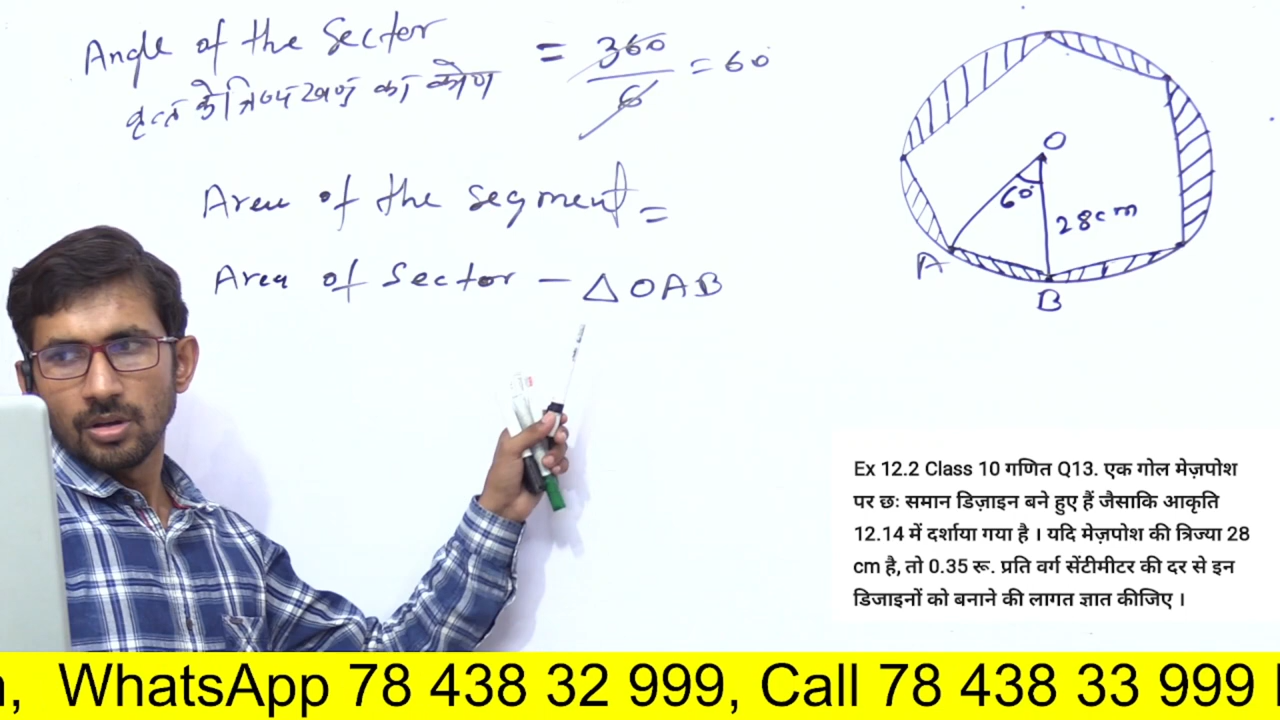 Angle of the Sector = 360/6 = 60°
वृत्त के त्रिज्यखण्ड का कोण
Area of the segment =
Area of Sector - △OAB
O
60°
28cm
A
B
Ex 12.2 Class 10 गणित Q13. एक गोल मेज़पोश
पर छः समान डिज़ाइन बने हुए हैं जैसाकि आकृति
12.14 में दर्शाया गया है । यदि मेज़पोश की त्रिज्या 28
cm है, तो 0.35 रू. प्रति वर्ग सेंटीमीटर की दर से इन
डिजाइनों को बनाने की लागत ज्ञात कीजिए ।
WhatsApp 78 438 32 999, Call 78 438 33 999